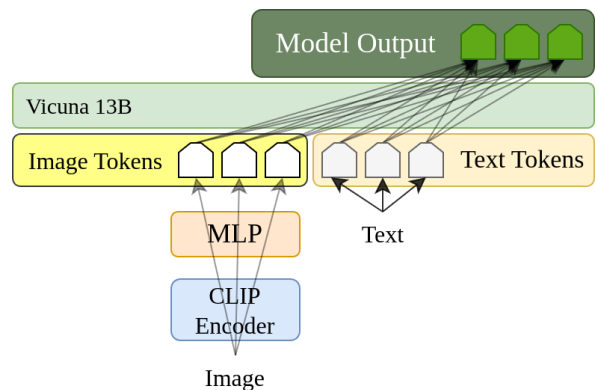 Model Output
Vicuna 13B
Image Tokens
Text Tokens
MLP
Text
CLIP
Encoder
Image